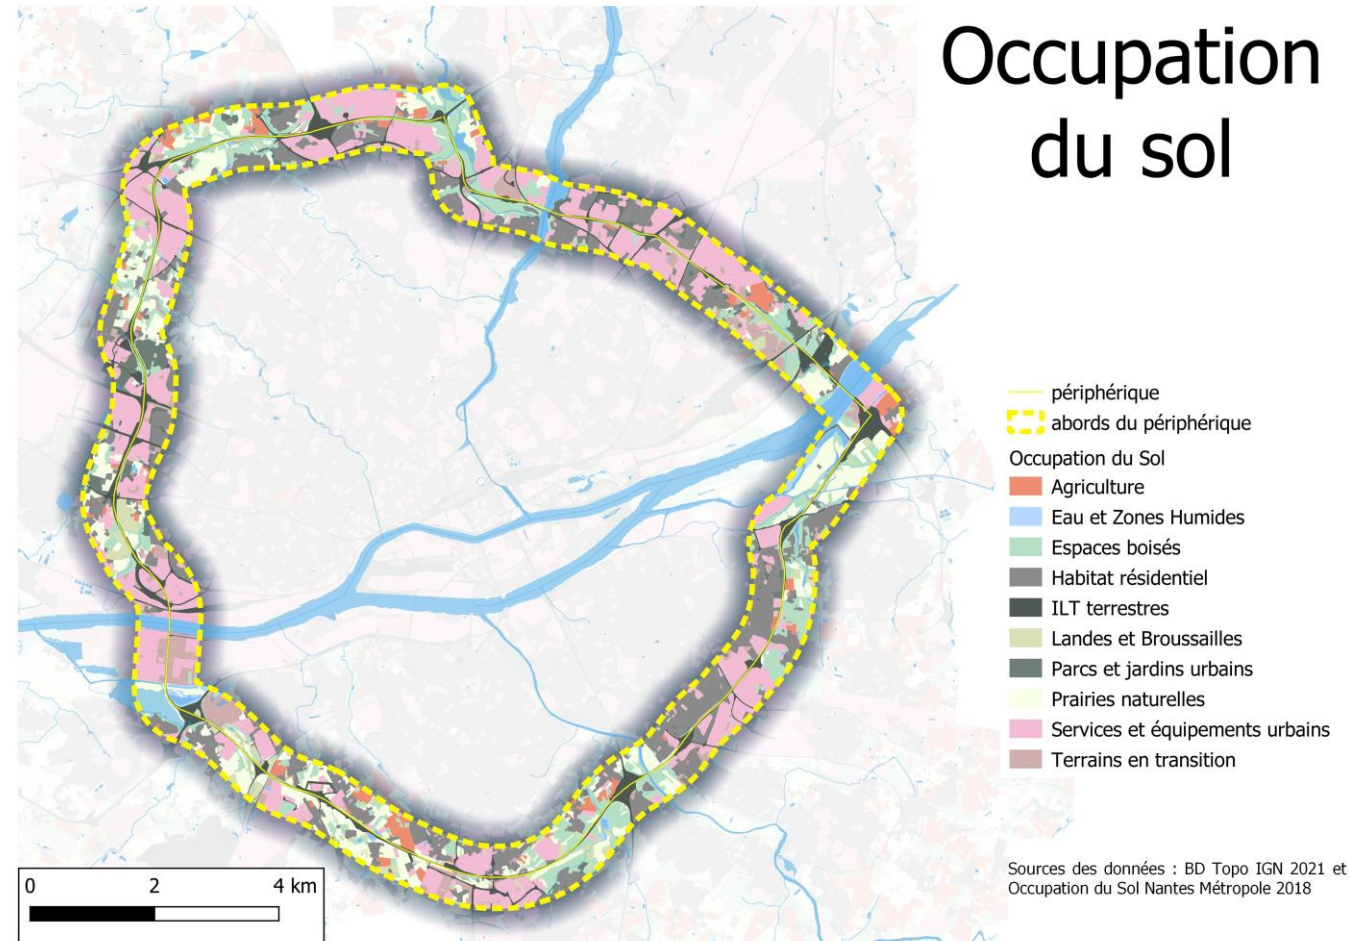 Occupation
du sol
périphérique
abords du périphérique
Occupation du Sol
Agriculture
Eau et Zones Humides
Espaces boisés
Habitat résidentiel
ILT terrestres
Landes et Broussailles
Parcs et jardins urbains
Prairies naturelles
Services et équipements urbains
Terrains en transition
Sources des données : BD Topo IGN 2021 et
Occupation du Sol Nantes Métropole 2018
0 2 4 km